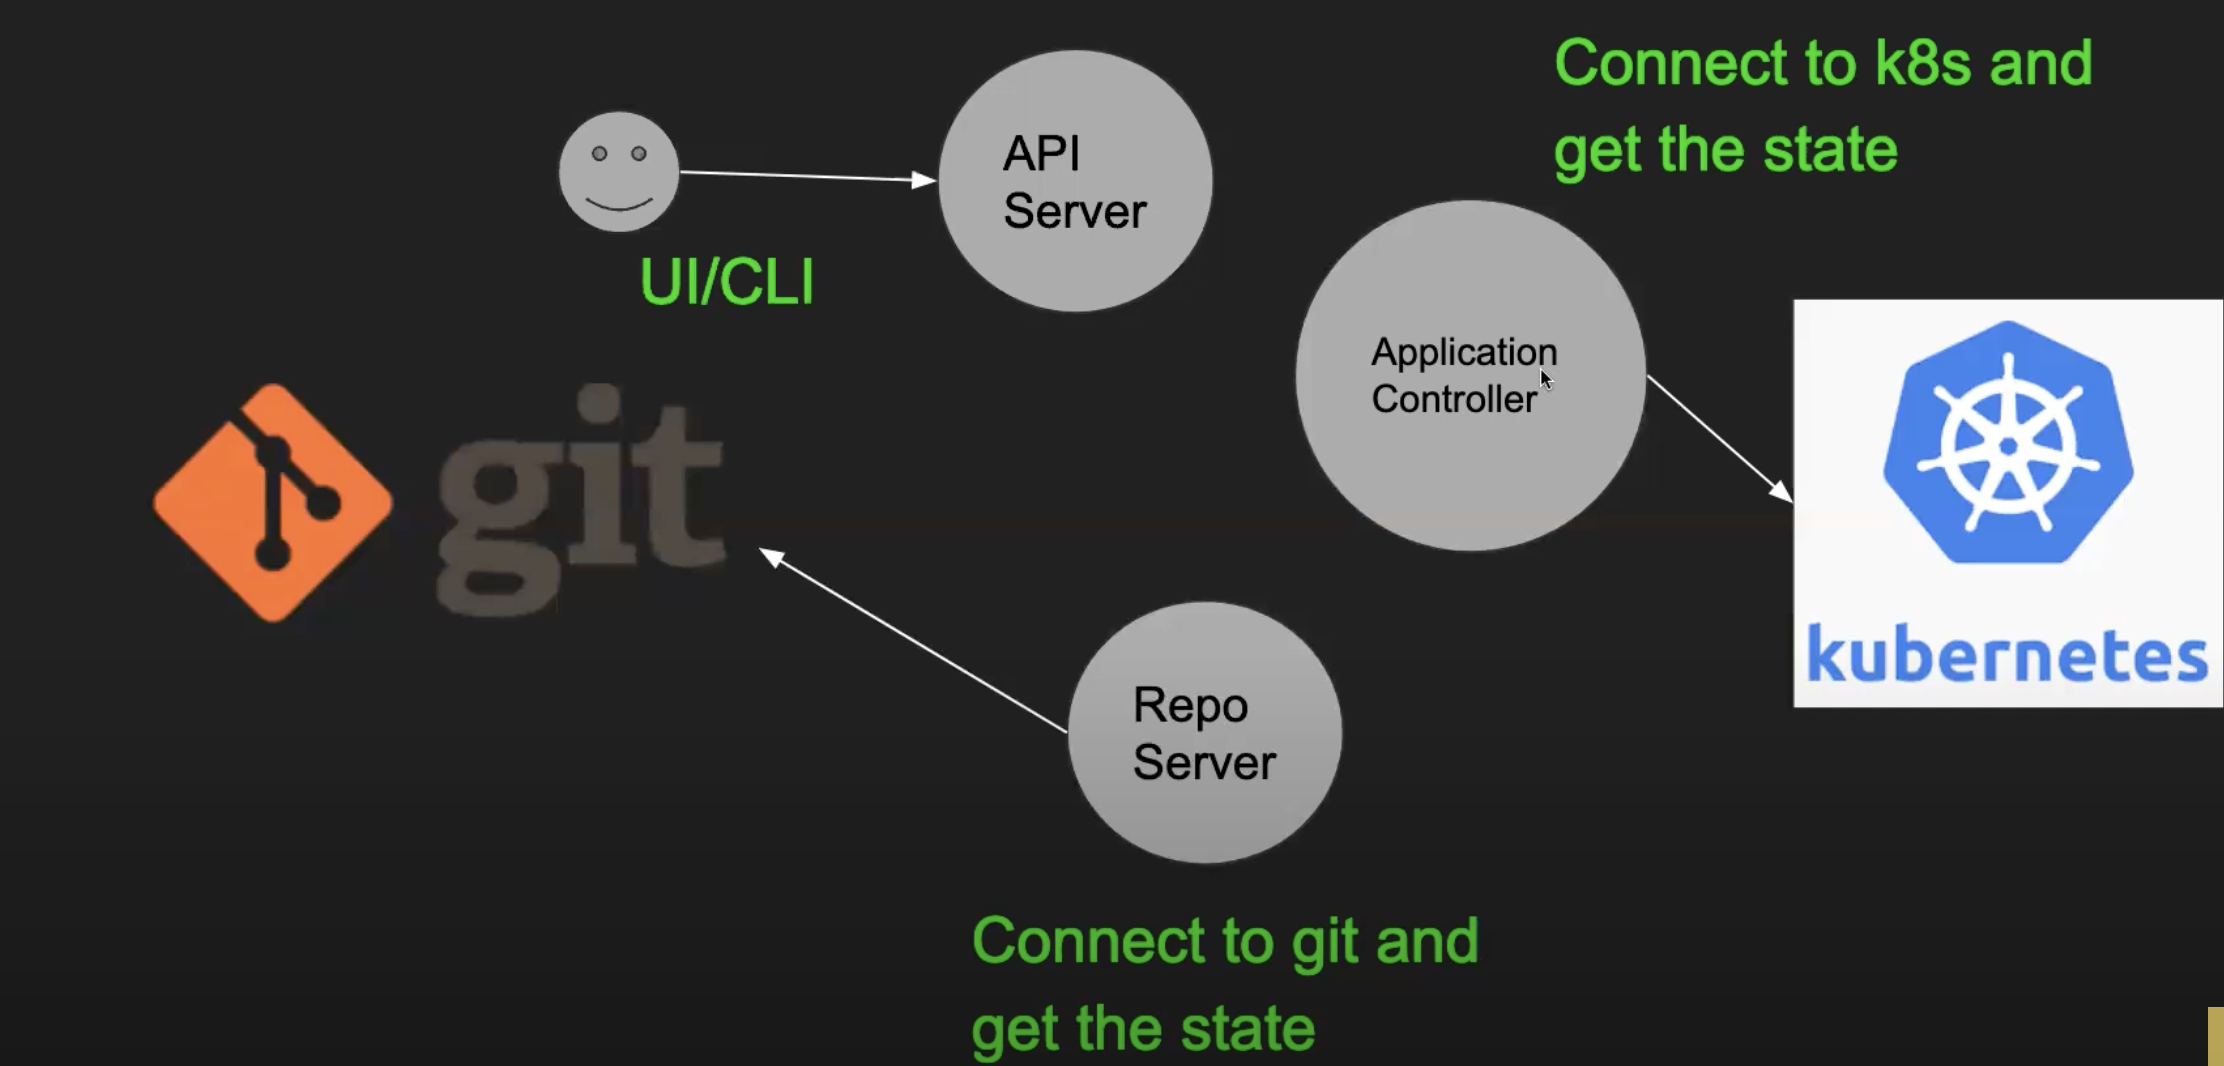 Connect to k8s and
get the state
API
Server
UI/CLI
Application
Controller
git
kubernetes
Repo
Server
Connect to git and
get the state